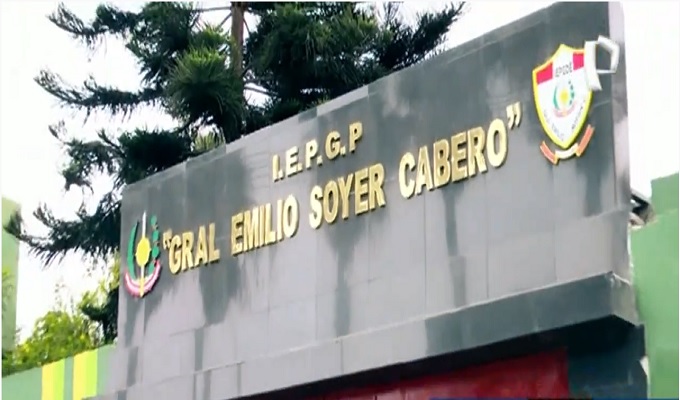 I.E.P.G.P
"GRAL EMILIO SOYER CABERO"